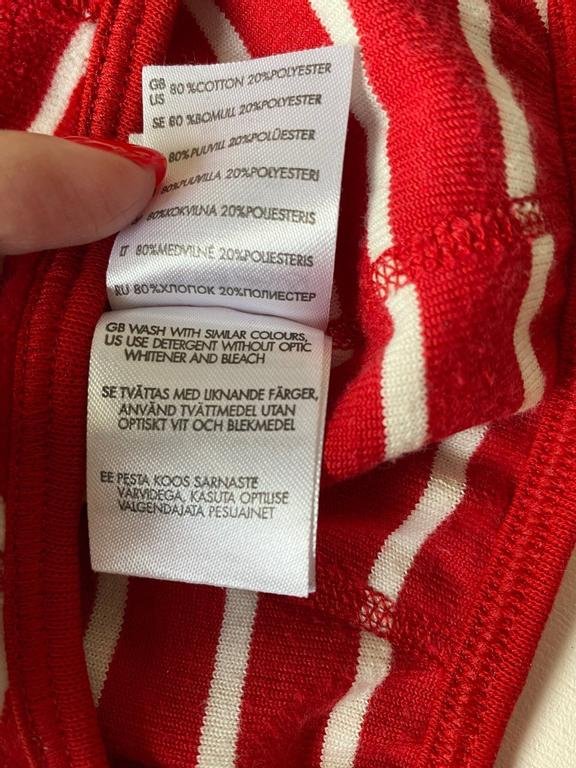 GB 80 %COTTON 20%POLYESTER
US
SE 80 %BOMULL 20%POLYESTER
80%PUUVILL 20%POLÜESTER
80%PUUVILLA 20%POLYESTERI
80%KOKVILNA 20%POLIESTERIS
LT 80%MEDVILNĖ 20%POLIESTERIS
RU 80%ХЛОПОК 20%ПОЛИЕСТЕР
GB WASH WITH SIMILAR COLOURS,
US USE DETERGENT WITHOUT OPTIC
WHITENER AND BLEACH
SE TVÄTTAS MED LIKNANDE FÄRGER,
ANVÄND TVÄTTMEDEL UTAN
OPTISKT VIT OCH BLEKMEDEL
EE PESTA KOOS SARNASTE
VÄRVIDEGA, KASUTA OPTILISE
VALGENDAJATA PESUAINET